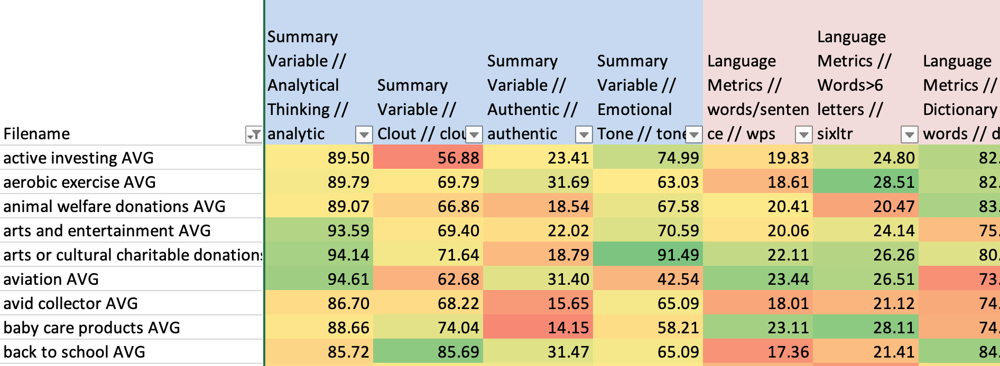 Summary Variable // Analytical Thinking // analytic
Summary Variable // Clout // clou
Summary Variable // Authentic // authentic
Summary Variable // Emotional Tone // tone
Language Metrics // words/sentence // wps
Language Metrics // Words>6 letters // sixltr
Language Metrics // Dictionary words // d
Filename
active investing AVG 89.50 56.88 23.41 74.99 19.83 24.80 82.
aerobic exercise AVG 89.79 69.79 31.69 63.03 18.61 28.51 82.
animal welfare donations AVG 89.07 66.86 18.54 67.58 20.41 20.47 83.
arts and entertainment AVG 93.59 69.40 22.02 70.59 20.06 24.14 75.
arts or cultural charitable donations 94.14 71.64 18.79 91.49 22.11 26.26 80.
aviation AVG 94.61 62.68 31.40 42.54 23.44 26.51 73.
avid collector AVG 86.70 68.22 15.65 65.09 18.01 21.12 74.
baby care products AVG 88.66 74.04 14.15 58.21 23.11 28.11 74.
back to school AVG 85.72 85.69 31.47 65.09 17.36 21.41 84.